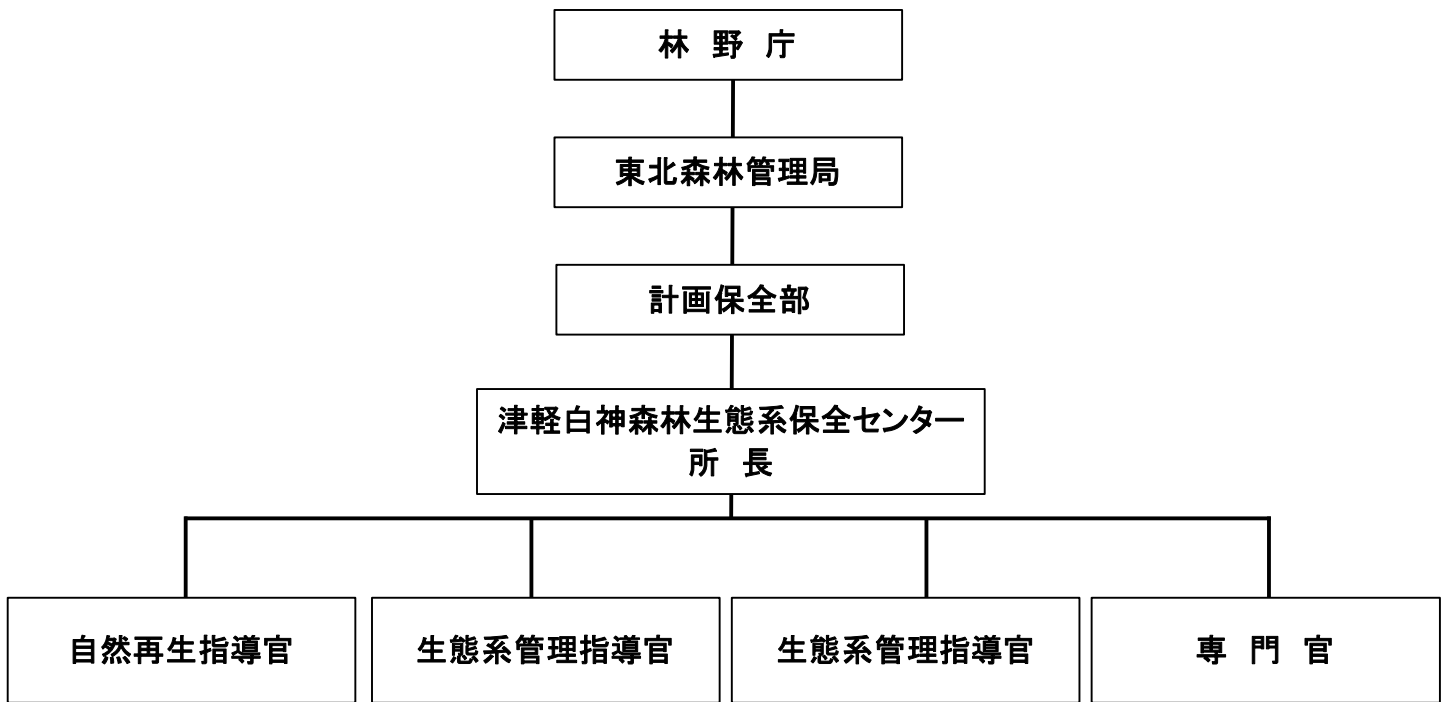 林 野 庁
東北森林管理局
計画保全部
津軽白神森林生態系保全センター
所 長
自然再生指導官
生態系管理指導官
生態系管理指導官
専 門 官